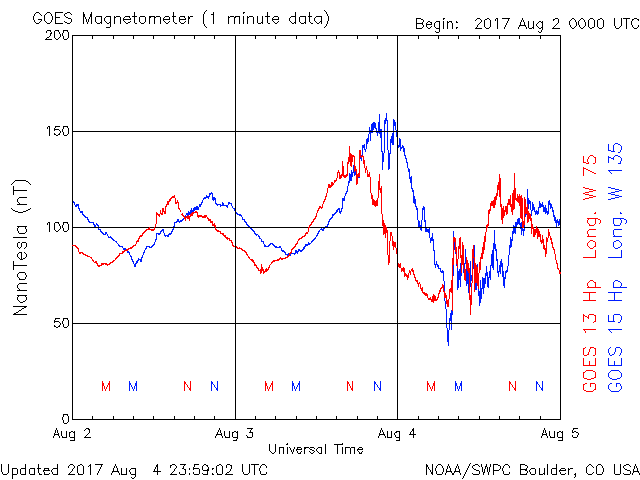 GOES Magnetometer (1 minute data)
Begin: 2017 Aug 2 0000 UTC
200
150
100
50
0
NanoTesla (nT)
M M N N M M N N M M N N
Aug 2 Aug 3 Aug 4 Aug 5
Universal Time
GOES 13 Hp Long. W 75
GOES 15 Hp Long. W 135
Updated 2017 Aug 4 23:59:02 UTC
NOAA/SWPC Boulder, CO USA